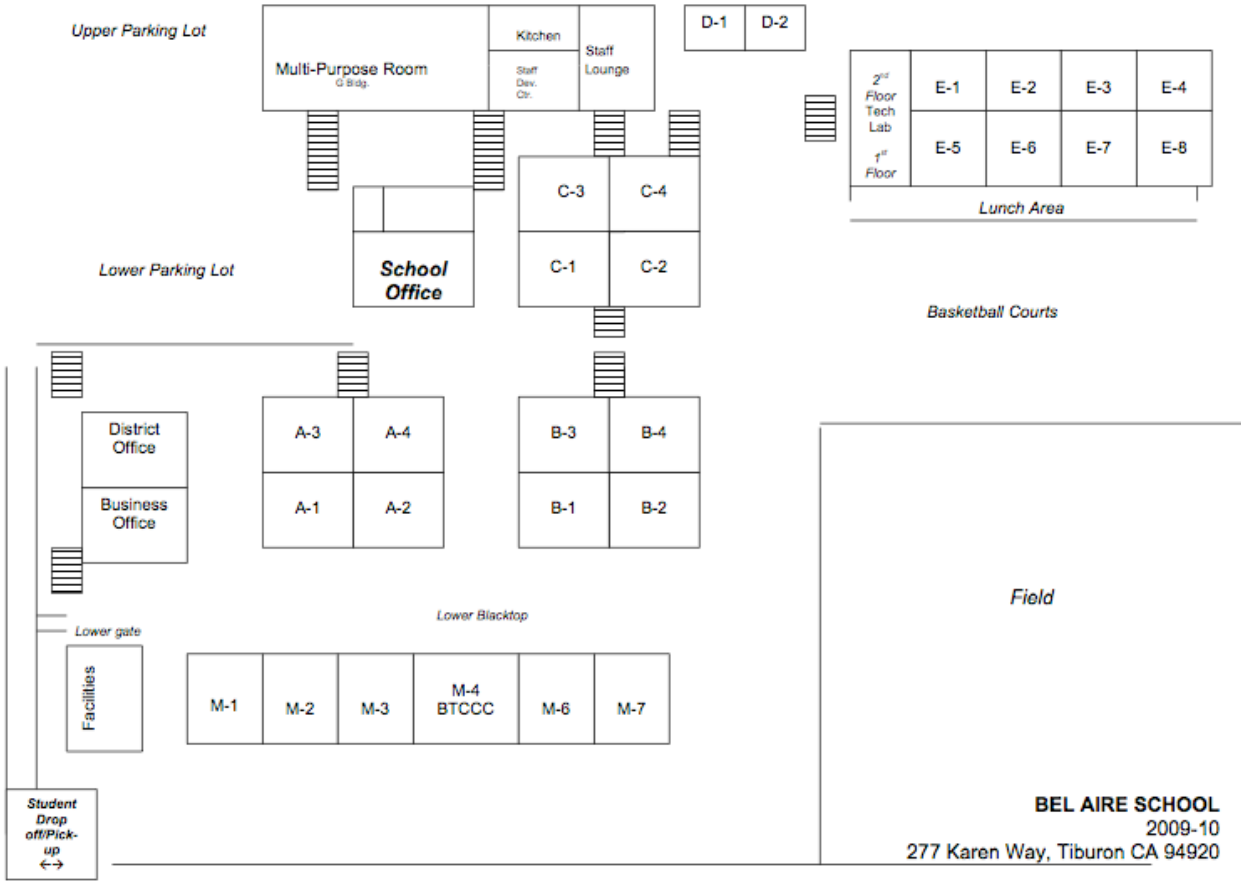 Upper Parking Lot
Multi-Purpose Room
G Bldg.
Kitchen
Staff
Dev.
Ctr.
Staff
Lounge
D-1
D-2
2nd
Floor
Tech
Lab
1st
Floor
E-1
E-2
E-3
E-4
E-5
E-6
E-7
E-8
Lunch Area
C-3
C-4
C-1
C-2
Lower Parking Lot
School
Office
Basketball Courts
District
Office
Business
Office
A-3
A-4
A-1
A-2
B-3
B-4
B-1
B-2
Field
Lower Blacktop
Lower gate
Facilities
M-1
M-2
M-3
M-4
BTCCC
M-6
M-7
Student
Drop
off/Pick-
up
<->
BEL AIRE SCHOOL
2009-10
277 Karen Way, Tiburon CA 94920